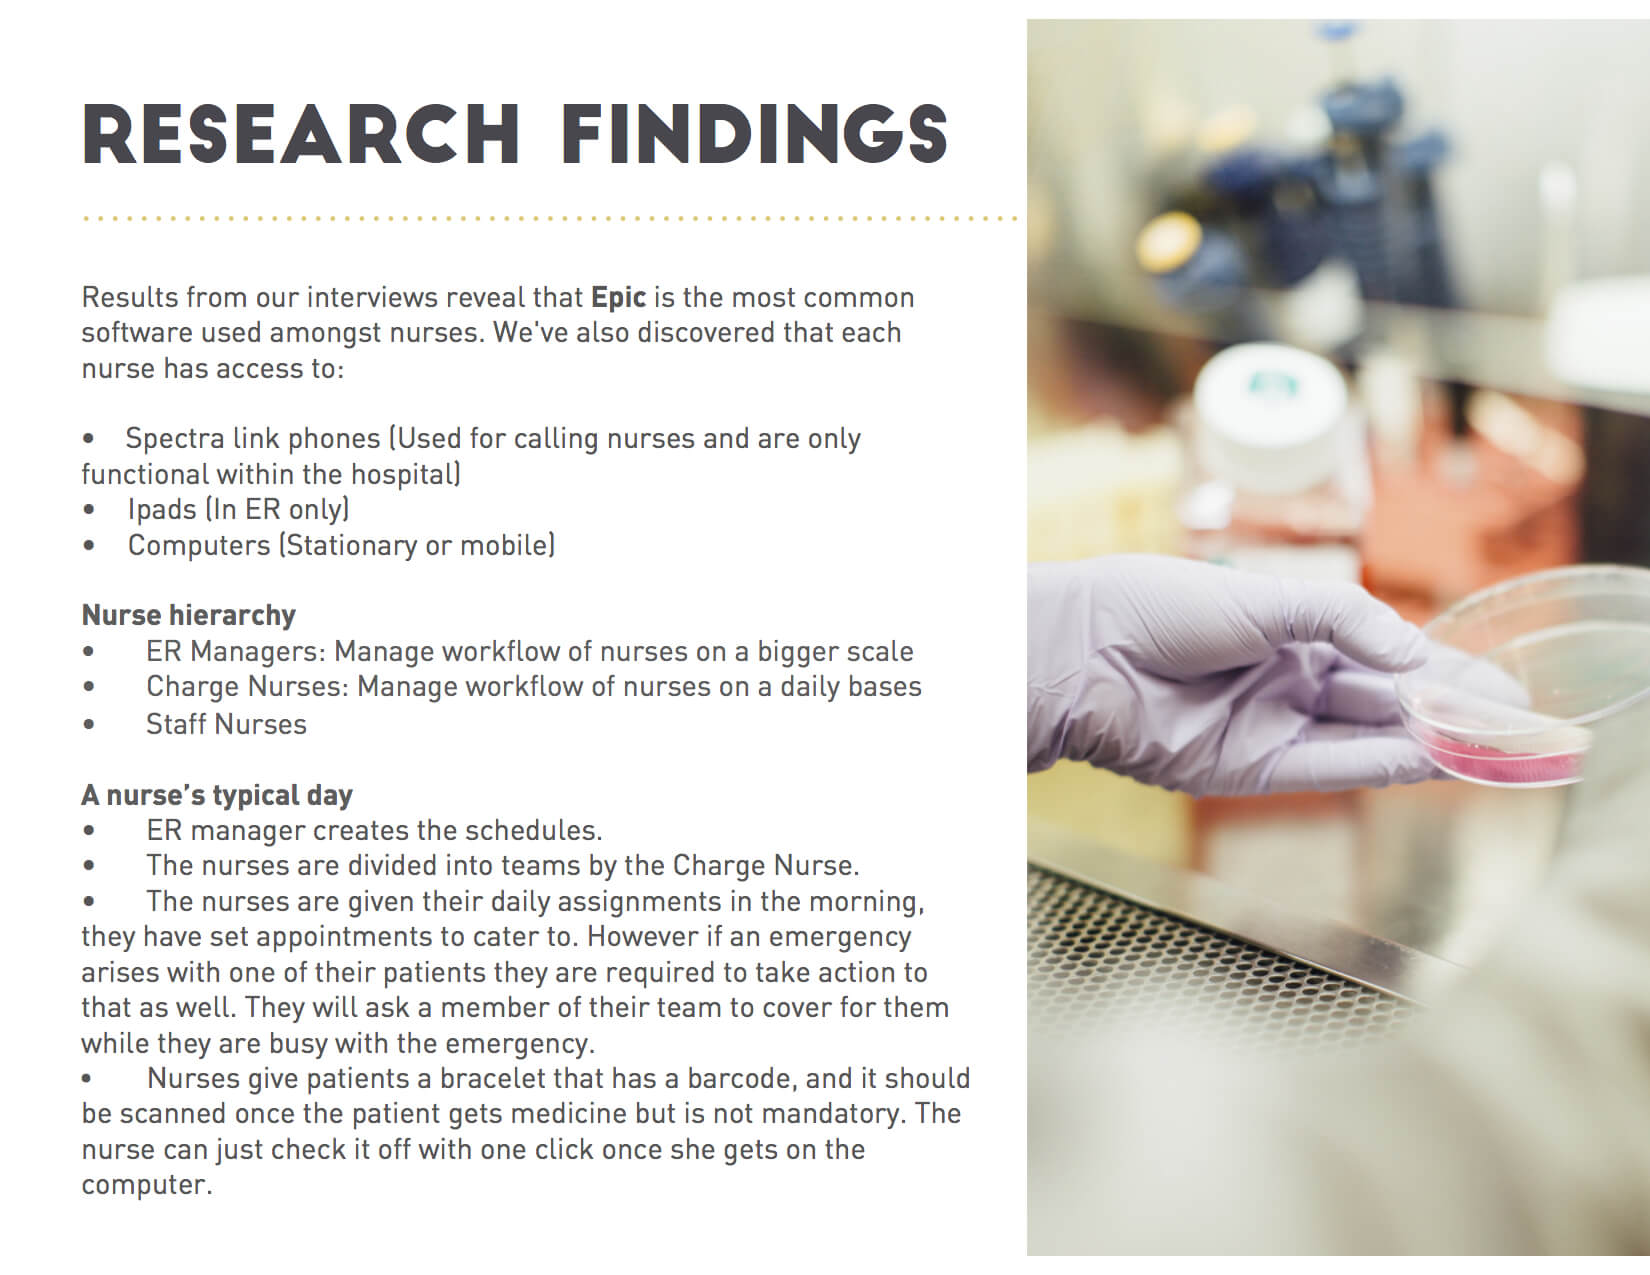 RESEARCH FINDINGS
Results from our interviews reveal that Epic is the most common
software used amongst nurses. We've also discovered that each
nurse has access to:
• Spectra link phones (Used for calling nurses and are only
functional within the hospital)
• Ipads (In ER only)
• Computers (Stationary or mobile)
Nurse hierarchy
• ER Managers: Manage workflow of nurses on a bigger scale
• Charge Nurses: Manage workflow of nurses on a daily bases
• Staff Nurses
A nurse’s typical day
• ER manager creates the schedules.
• The nurses are divided into teams by the Charge Nurse.
• The nurses are given their daily assignments in the morning,
they have set appointments to cater to. However if an emergency
arises with one of their patients they are required to take action to
that as well. They will ask a member of their team to cover for them
while they are busy with the emergency.
• Nurses give patients a bracelet that has a barcode, and it should
be scanned once the patient gets medicine but is not mandatory. The
nurse can just check it off with one click once she gets on the
computer.